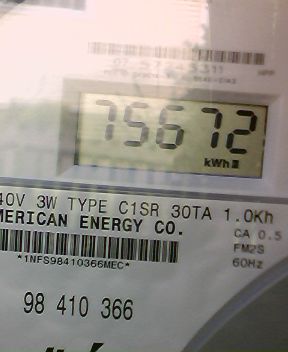 75672
kWh
40V 3W TYPE C1SR 30TA 1.0Kh
MERICAN ENERGY CO.
CA 0.5
FM2S
*1NFS98410366MEC*
60Hz
98 410 366